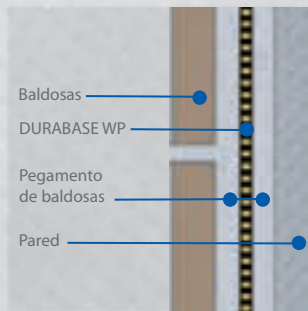 Baldosas
DURABASE WP
Pegamento
de baldosas
Pared